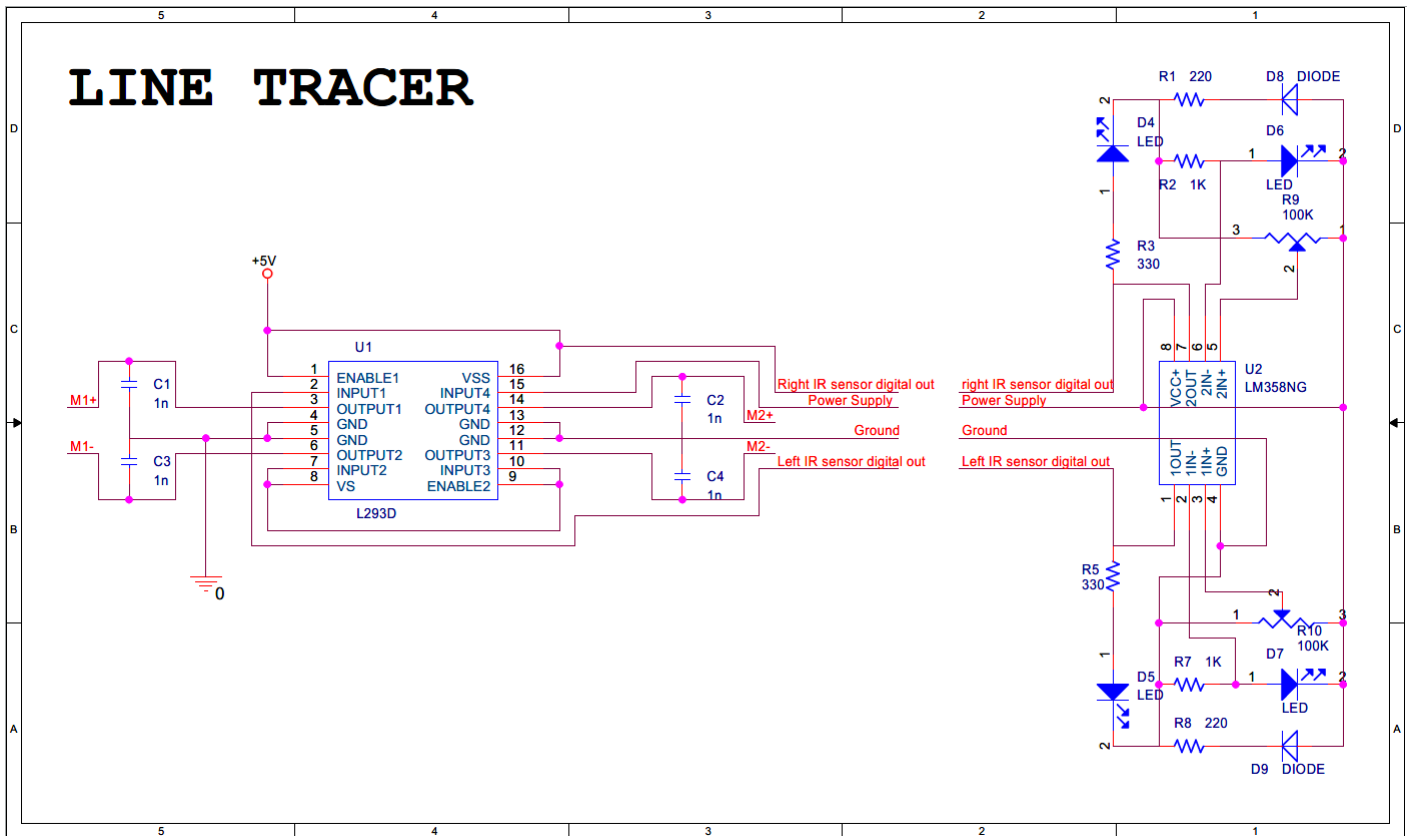 5 4 3 2 1
LINE TRACER
D
D
C
C
B
B
A
A
+5V
U1
1 ENABLE1
2 INPUT1
3 OUTPUT1
4 GND
5 GND
6 OUTPUT2
7 INPUT2
8 VS
VSS 16
INPUT4 15
OUTPUT4 14
GND 13
GND 12
OUTPUT3 11
INPUT3 10
ENABLE2 9
L293D
M1+
M1-
C1
1n
C3
1n
0
C2
1n
M2+
M2-
C4
1n
Right IR sensor digital out
Power Supply
Ground
Left IR sensor digital out
right IR sensor digital out
Power Supply
Ground
Left IR sensor digital out
R1 220
D8 DIODE
2
D4
LED
1
D6
1 2
LED
R2 1K
R9
100K
3 1
2
R3
330
8 7 6 5
VCC+
2OUT
2IN-
2IN+
U2
LM358NG
1OUT
1IN-
1IN+
GND
1 2 3 4
R5
330
2
1 3
R10
100K
1
D5
LED
2
R7 1K
D7
1 2
LED
R8 220
D9 DIODE
5 4 3 2 1